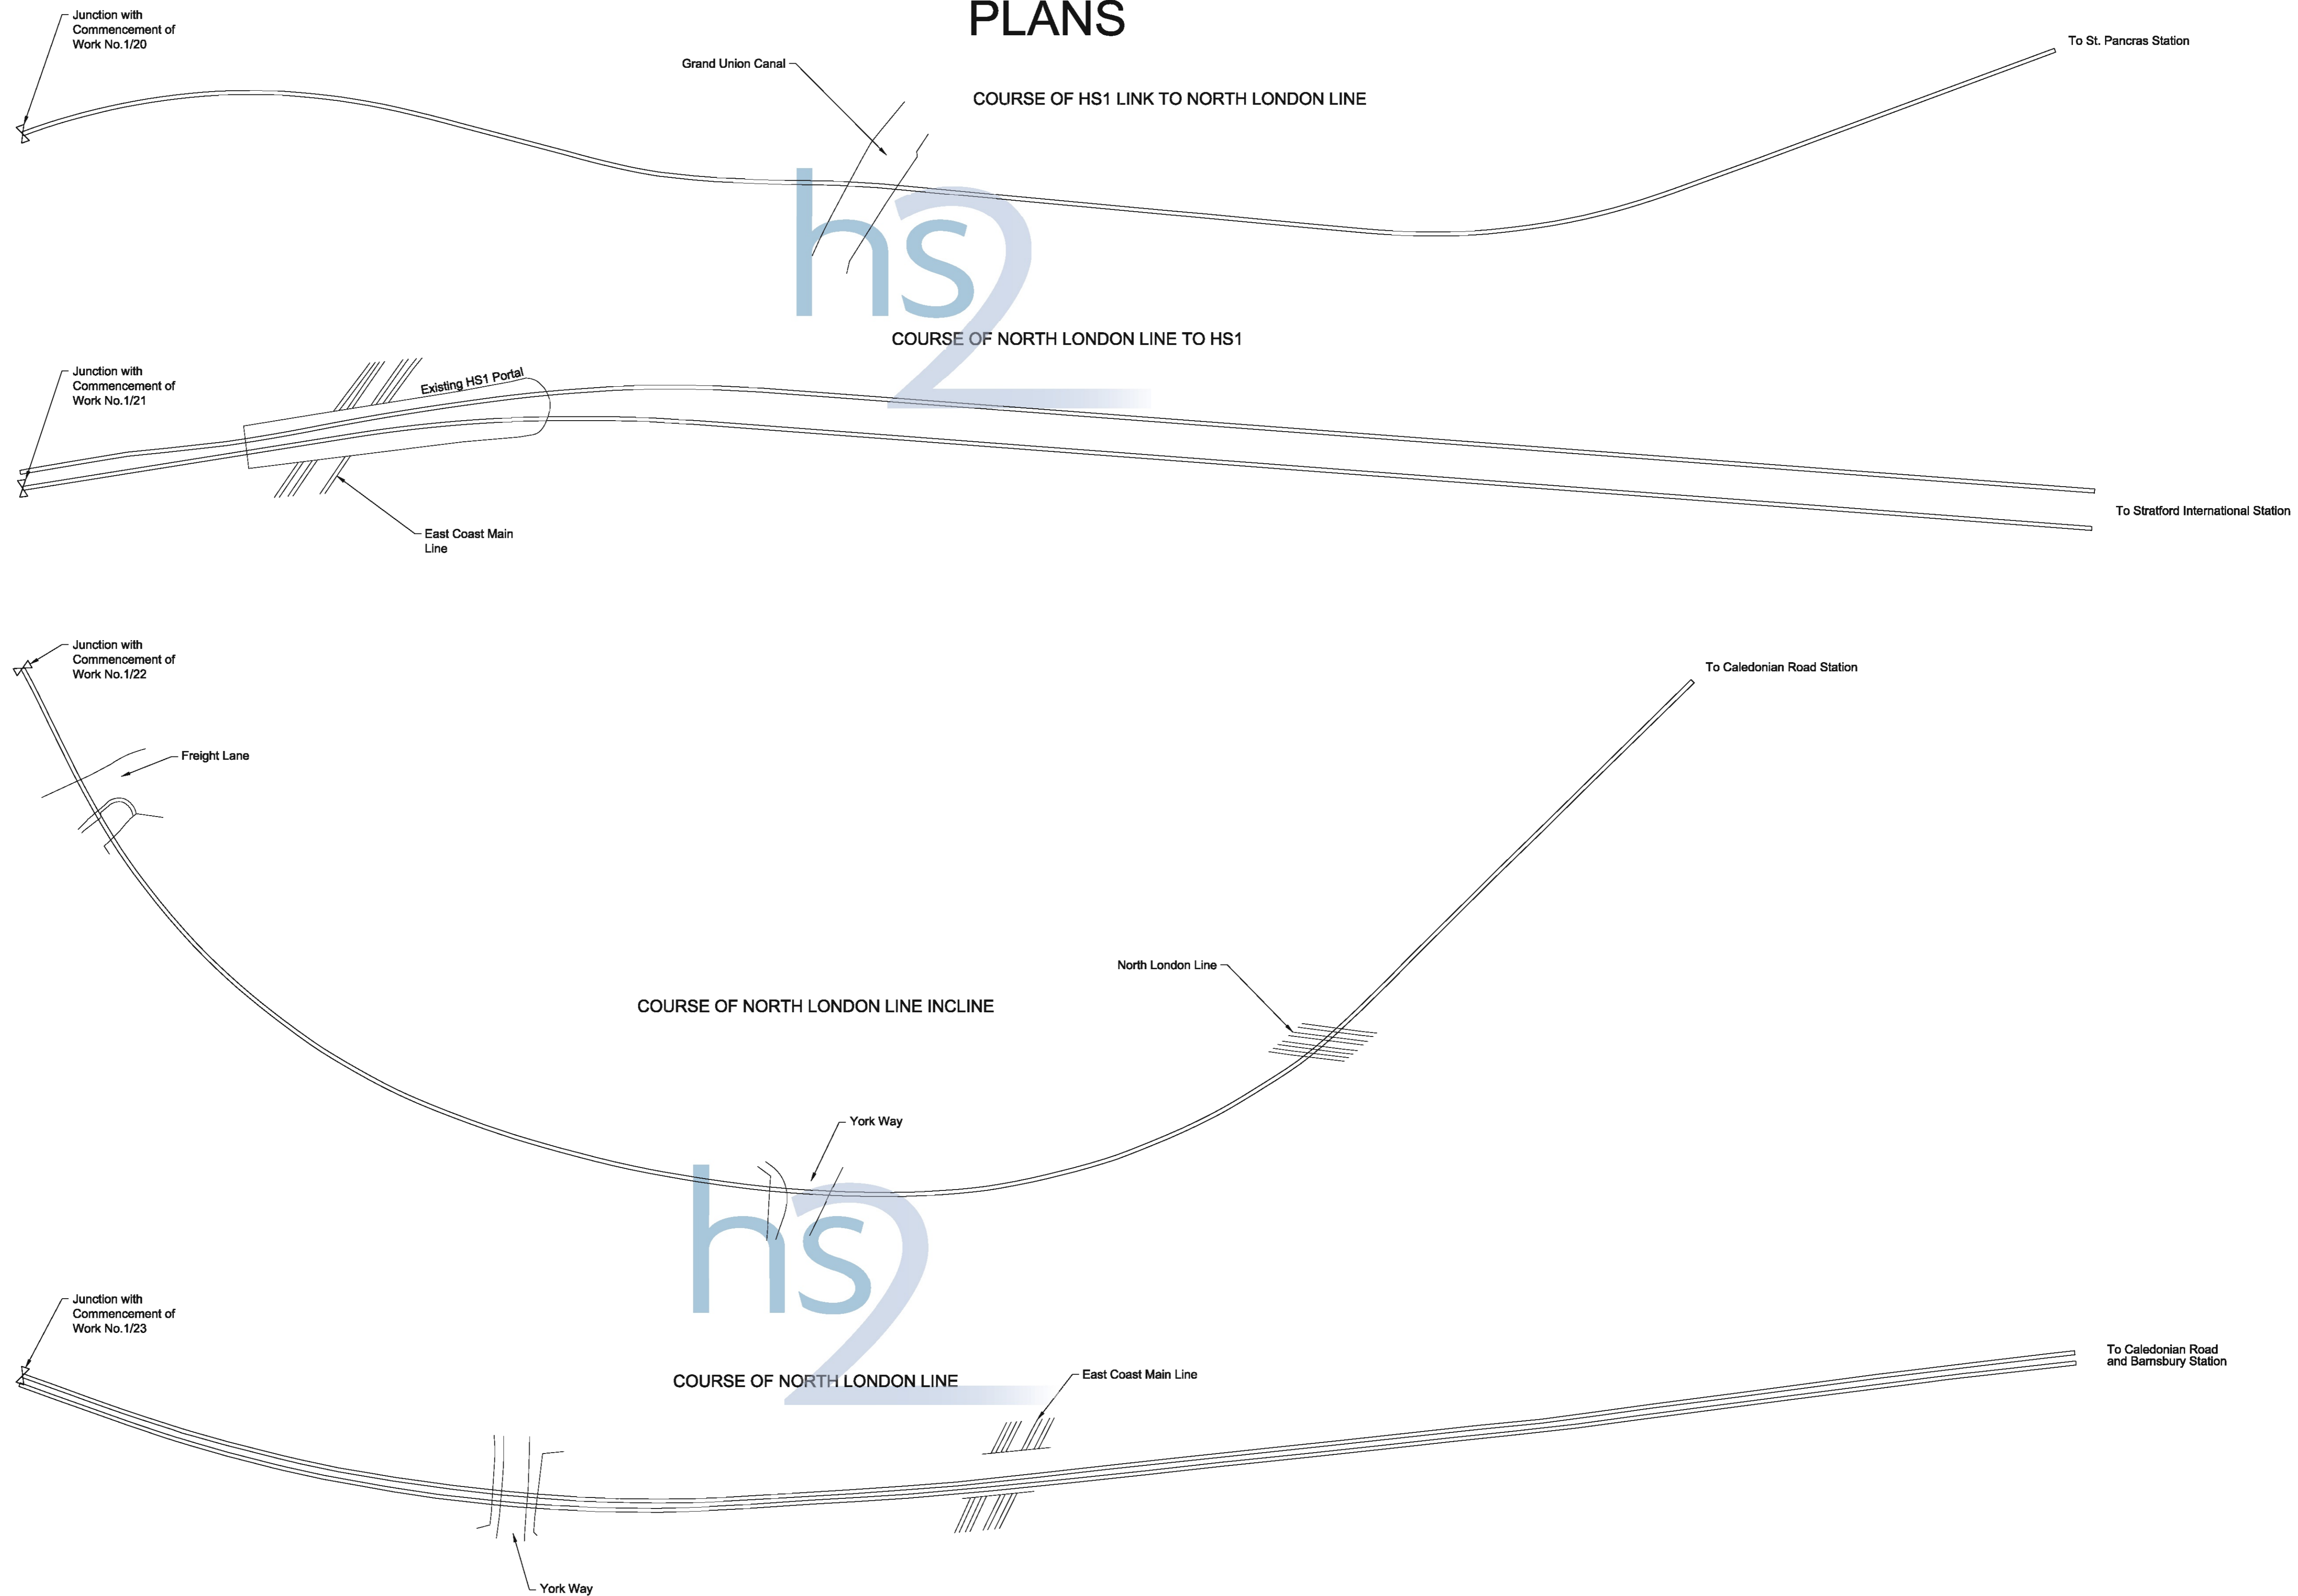 PLANS
Junction with
Commencement of
Work No.1/20
Grand Union Canal
To St. Pancras Station
COURSE OF HS1 LINK TO NORTH LONDON LINE
hs2
COURSE OF NORTH LONDON LINE TO HS1
Junction with
Commencement of
Work No.1/21
Existing HS1 Portal
East Coast Main
Line
To Stratford International Station
Junction with
Commencement of
Work No.1/22
To Caledonian Road Station
Freight Lane
North London Line
COURSE OF NORTH LONDON LINE INCLINE
York Way
hs2
Junction with
Commencement of
Work No.1/23
COURSE OF NORTH LONDON LINE
East Coast Main Line
To Caledonian Road
and Barnsbury Station
York Way